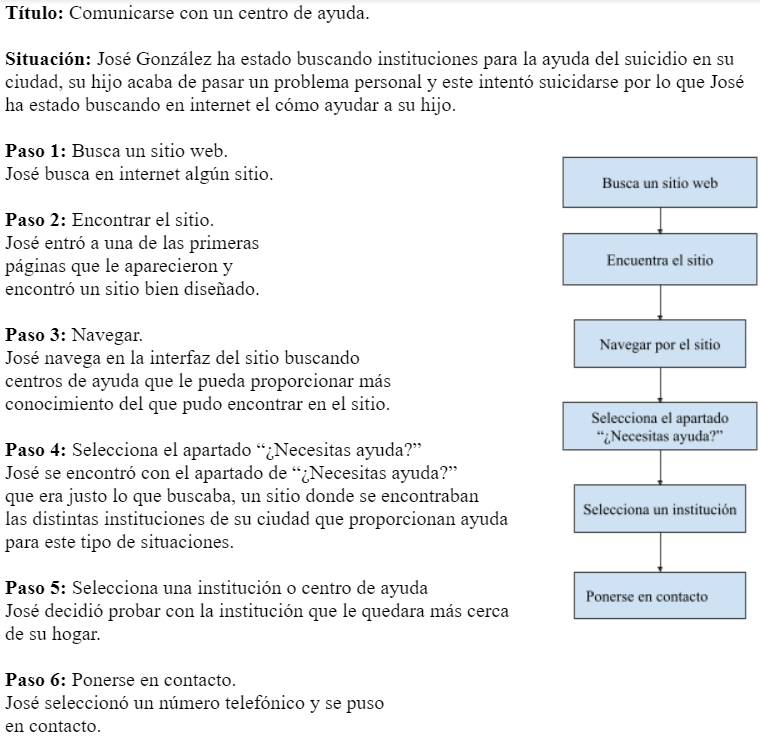 Título: Comunicarse con un centro de ayuda.
Situación: José González ha estado buscando instituciones para la ayuda del suicidio en su
ciudad, su hijo acaba de pasar un problema personal y este intentó suicidarse por lo que José
ha estado buscando en internet el cómo ayudar a su hijo.
Paso 1: Busca un sitio web.
José busca en internet algún sitio.
Paso 2: Encontrar el sitio.
José entró a una de las primeras
páginas que le aparecieron y
encontró un sitio bien diseñado.
Paso 3: Navegar.
José navega en la interfaz del sitio buscando
centros de ayuda que le pueda proporcionar más
conocimiento del que pudo encontrar en el sitio.
Paso 4: Selecciona el apartado “¿Necesitas ayuda?”
José se encontró con el apartado de “¿Necesitas ayuda?”
que era justo lo que buscaba, un sitio donde se encontraban
las distintas instituciones de su ciudad que proporcionan ayuda
para este tipo de situaciones.
Paso 5: Selecciona una institución o centro de ayuda
José decidió probar con la institución que le quedara más cerca
de su hogar.
Paso 6: Ponerse en contacto.
José seleccionó un número telefónico y se puso
en contacto.
Busca un sitio web
Encuentra el sitio
Navegar por el sitio
Selecciona el apartado
“¿Necesitas ayuda?”
Selecciona un institución
Ponerse en contacto